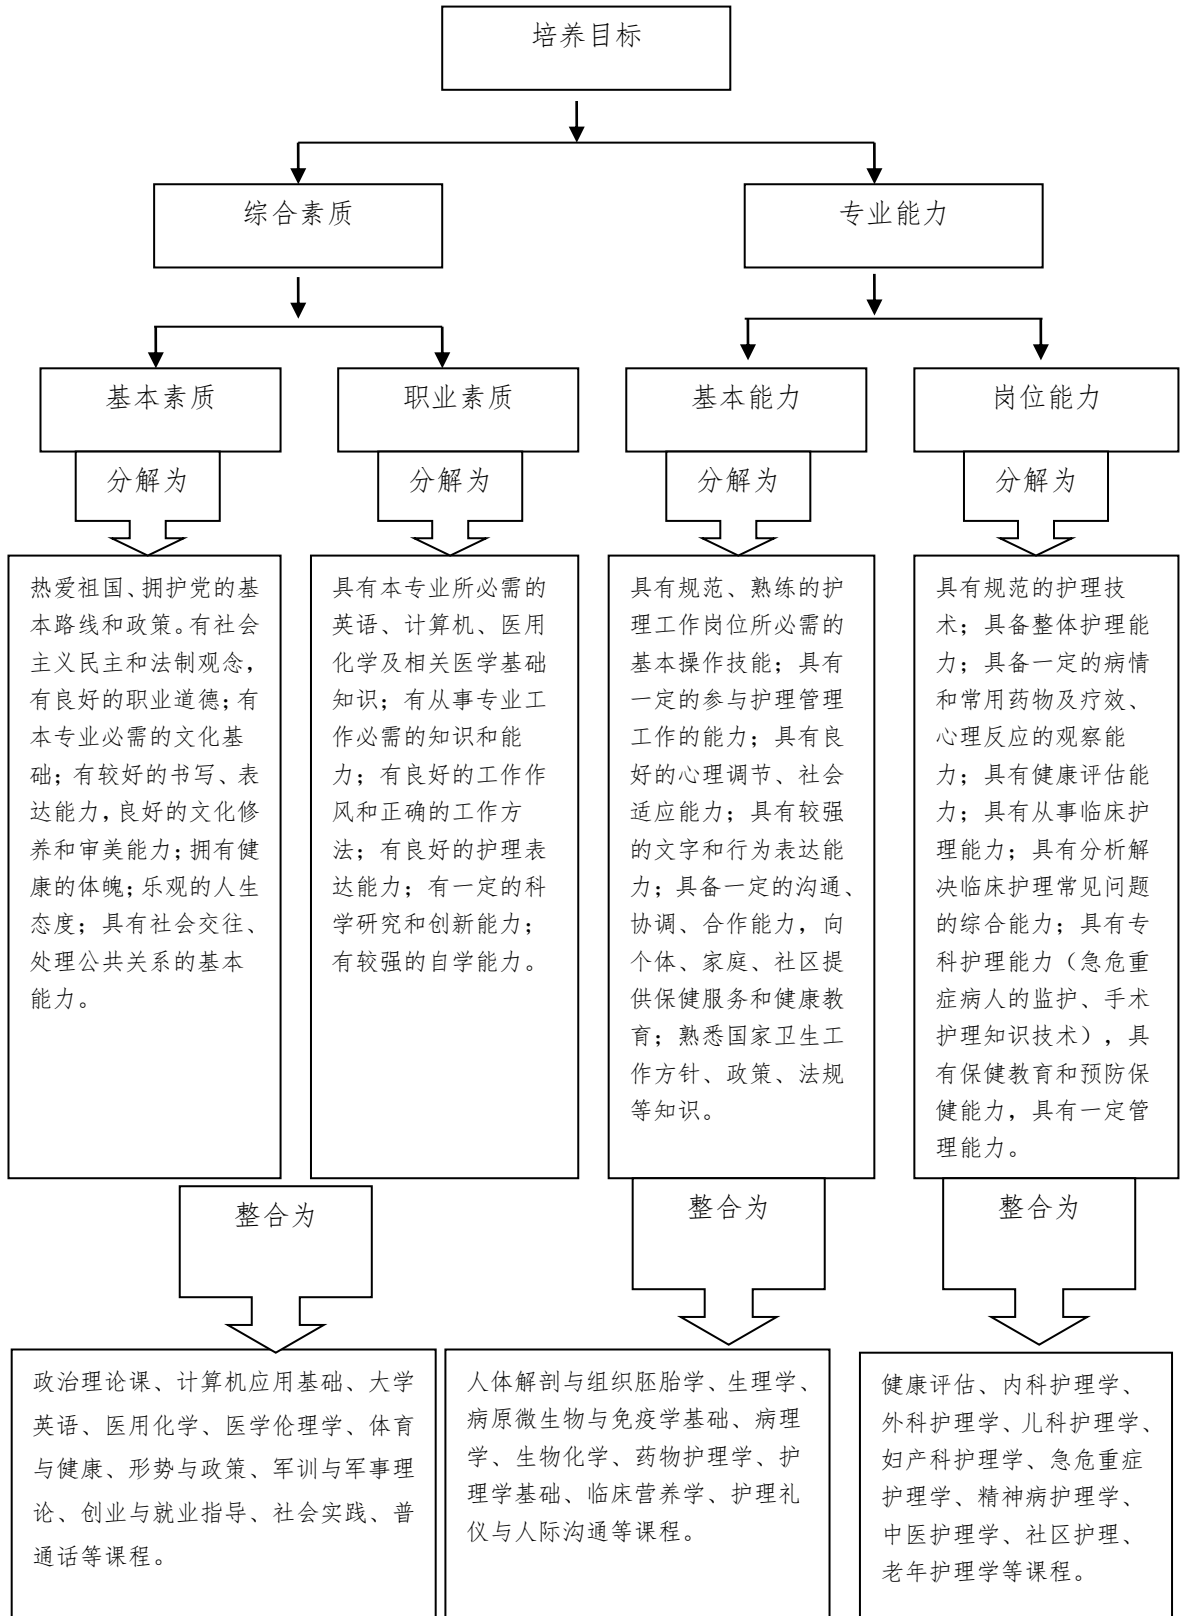 培养目标
综合素质
专业能力
基本素质
职业素质
基本能力
岗位能力
分解为
分解为
分解为
分解为
热爱祖国、拥护党的基
本路线和政策。有社会
主义民主和法制观念，
有良好的职业道德；有
本专业必需的文化基
础；有较好的书写、表
达能力，良好的文化修
养和审美能力；拥有健
康的体魄；乐观的人生
态度；具有社会交往、
处理公共关系的基本
能力。
具有本专业所必需的
英语、计算机、医用
化学及相关医学基础
知识；有从事专业工
作必需的知识和能
力；有良好的工作作
风和正确的工作方
法；有良好的护理表
达能力；有一定的科
学研究和创新能力；
有较强的自学能力。
具有规范、熟练的护
理工作岗位所必需的
基本操作技能；具有
一定的参与护理管理
工作的能力；具有良
好的心理调节、社会
适应能力；具有较强
的文字和行为表达能
力；具备一定的沟通、
协调、合作能力，向
个体、家庭、社区提
供保健服务和健康教
育；熟悉国家卫生工
作方针、政策、法规
等知识。
具有规范的护理技
术；具备整体护理能
力；具备一定的病情
和常用药物及疗效、
心理反应的观察能
力；具有健康评估能
力；具有从事临床护
理能力；具有分析解
决临床护理常见问题
的综合能力；具有专
科护理能力（急危重
症病人的监护、手术
护理知识技术），具
有保健教育和预防保
健能力，具有一定管
理能力。
整合为
整合为
整合为
政治理论课、计算机应用基础、大学
英语、医用化学、医学伦理学、体育
与健康、形势与政策、军训与军事理
论、创业与就业指导、社会实践、普
通话等课程。
人体解剖与组织胚胎学、生理学、
病原微生物与免疫学基础、病理
学、生物化学、药物护理学、护
理学基础、临床营养学、护理礼
仪与人际沟通等课程。
健康评估、内科护理学、
外科护理学、儿科护理学、
妇产科护理学、急危重症
护理学、精神病护理学、
中医护理学、社区护理、
老年护理学等课程。